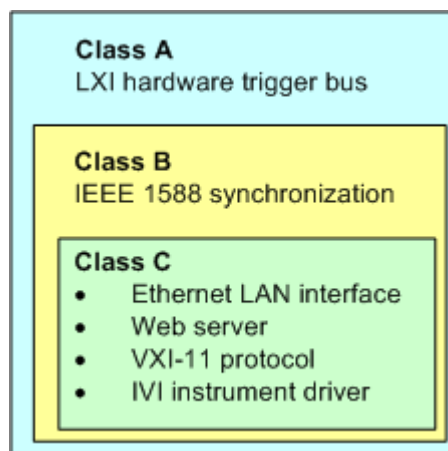 Class A
LXI hardware trigger bus
Class B
IEEE 1588 synchronization
Class C
• Ethernet LAN interface
• Web server
• VXI-11 protocol
• IVI instrument driver